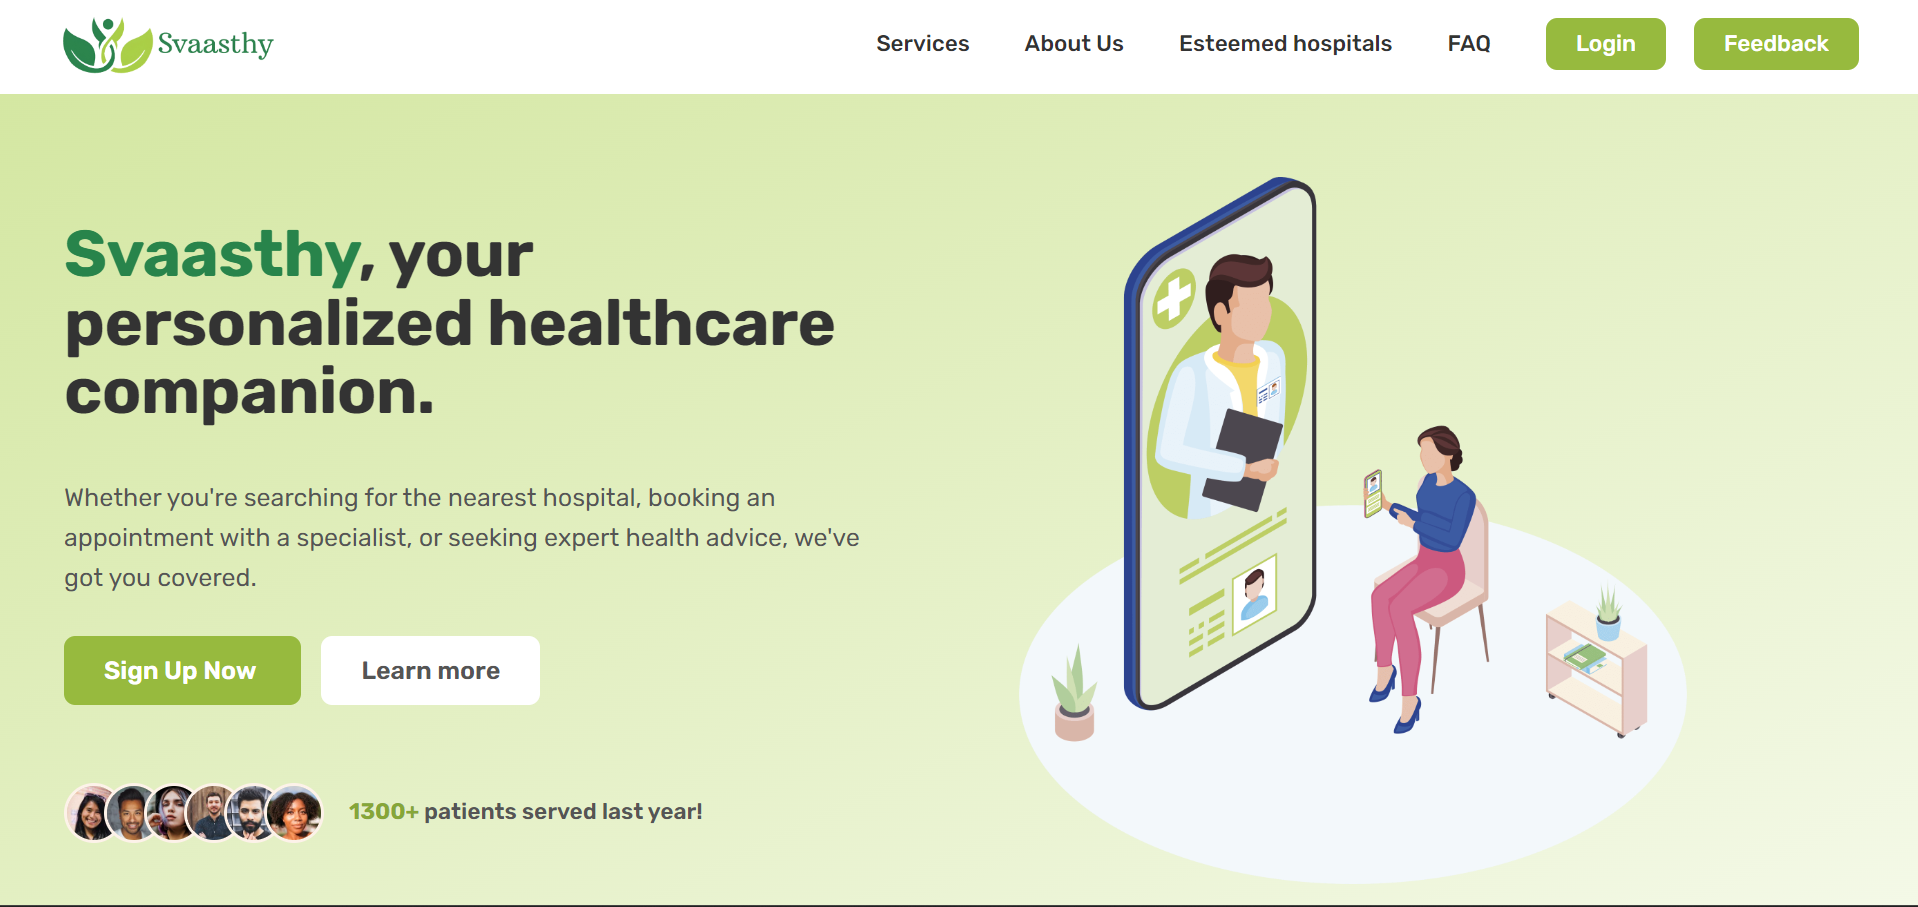 Svaasthy
Services
About Us
Esteemed hospitals
FAQ
Login
Feedback
Svaasthy, your
personalized healthcare
companion.
Whether you're searching for the nearest hospital, booking an
appointment with a specialist, or seeking expert health advice, we've
got you covered.
Sign Up Now
Learn more
1300+ patients served last year!